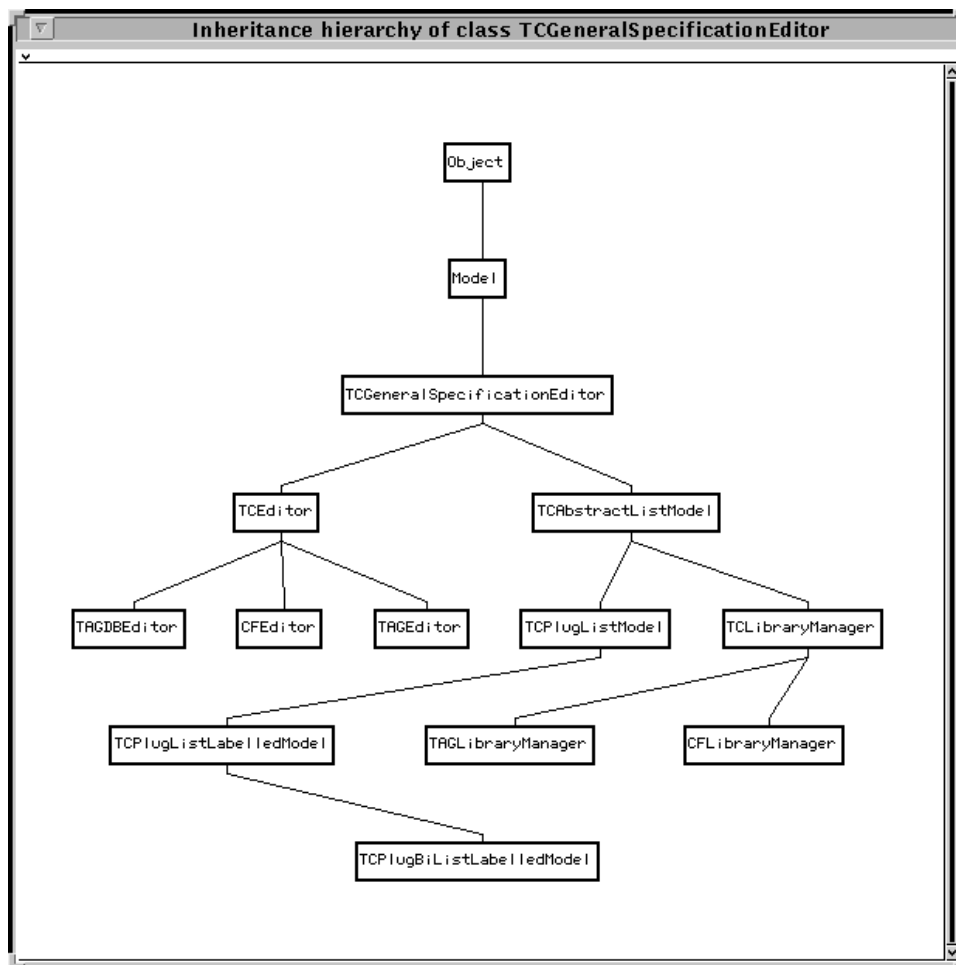 Inheritance hierarchy of class TCGeneralSpecificationEditor
Object
Model
TCGeneralSpecificationEditor
TCEditor
TCAbstractListModel
TAGDBEditor
CFEditor
TAGEditor
TCPlugListModel
TCLibraryManager
TCPlugListLabelledModel
TAGLibraryManager
CFLibraryManager
TCPlugBiListLabelledModel